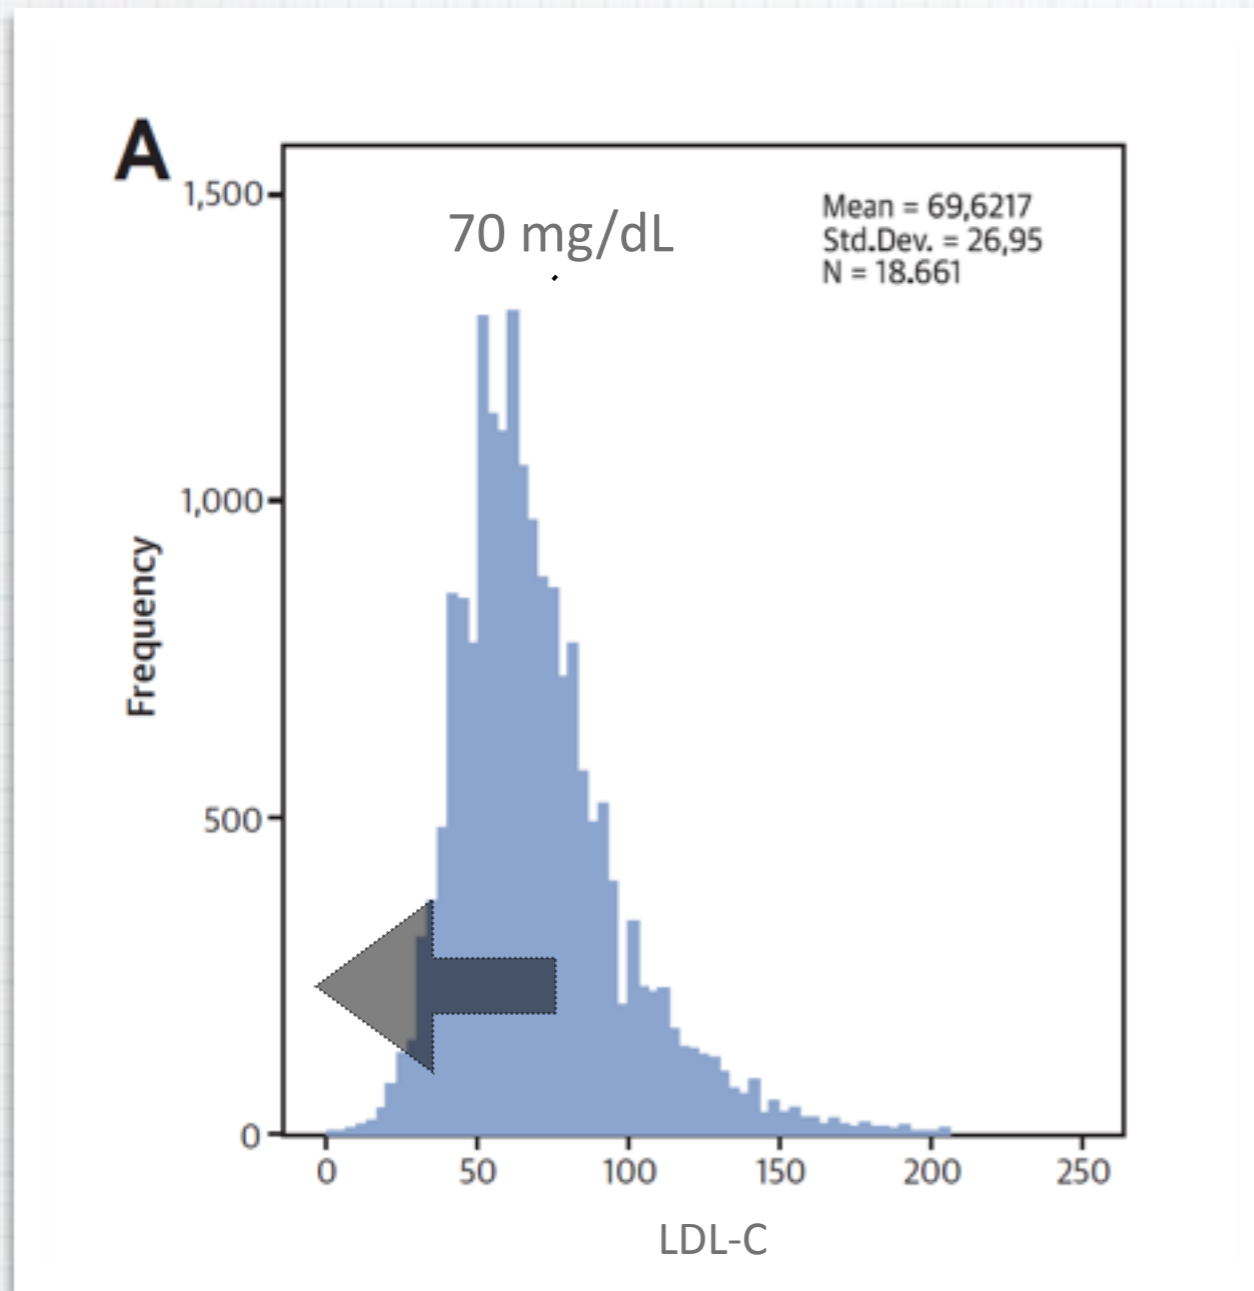 A
1,500
70 mg/dL
Mean = 69,6217
Std.Dev. = 26,95
N = 18.661
1,000
Frequency
500
0
0 50 100 150 200 250
LDL-C